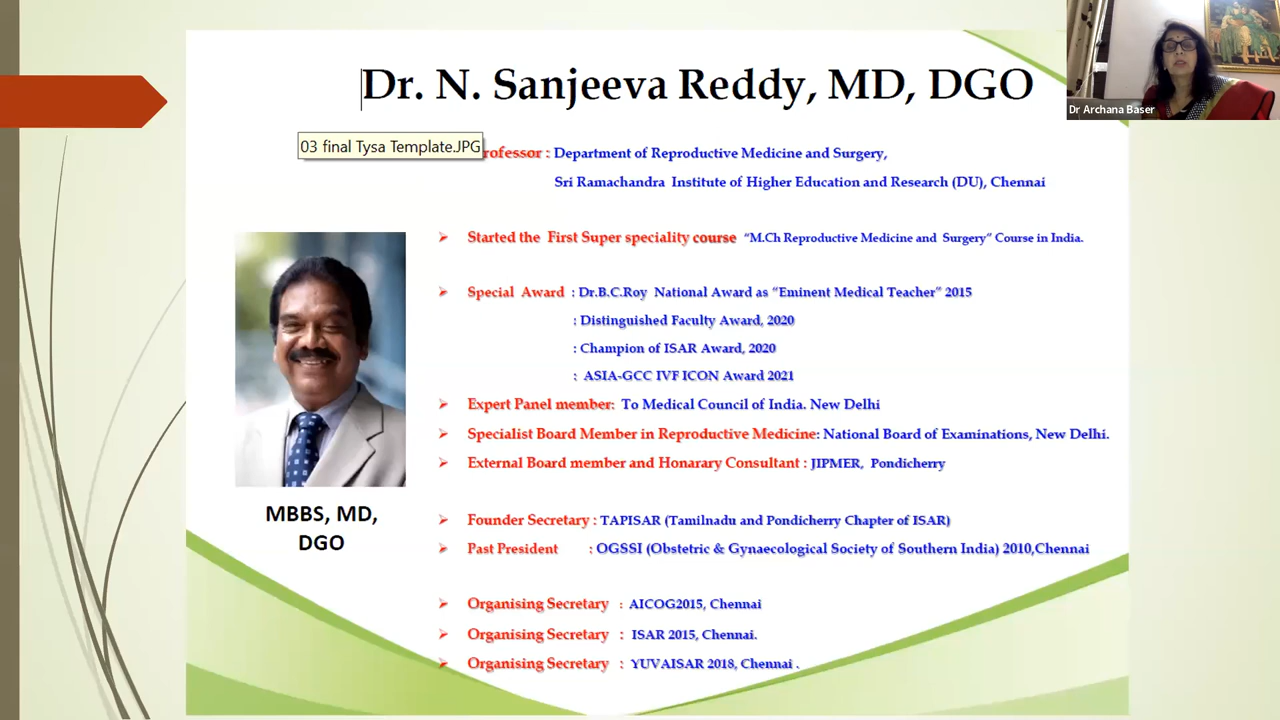 Dr. N. Sanjeeva Reddy, MD, DGO
Dr Archana Baser
03 final Tysa Template.JPG
rofessor : Department of Reproductive Medicine and Surgery,
Sri Ramachandra Institute of Higher Education and Research (DU), Chennai
Started the First Super speciality course “M.Ch Reproductive Medicine and Surgery” Course in India.
Special Award : Dr.B.C.Roy National Award as “Eminent Medical Teacher” 2015
: Distinguished Faculty Award, 2020
: Champion of ISAR Award, 2020
: ASIA-GCC IVF ICON Award 2021
Expert Panel member: To Medical Council of India. New Delhi
Specialist Board Member in Reproductive Medicine: National Board of Examinations, New Delhi.
External Board member and Honarary Consultant : JIPMER, Pondicherry
MBBS, MD,
DGO
Founder Secretary : TAPISAR (Tamilnadu and Pondicherry Chapter of ISAR)
Past President : OGSSI (Obstetric & Gynaecological Society of Southern India) 2010,Chennai
Organising Secretary : AICOG2015, Chennai
Organising Secretary : ISAR 2015, Chennai.
Organising Secretary : YUVAISAR 2018, Chennai .